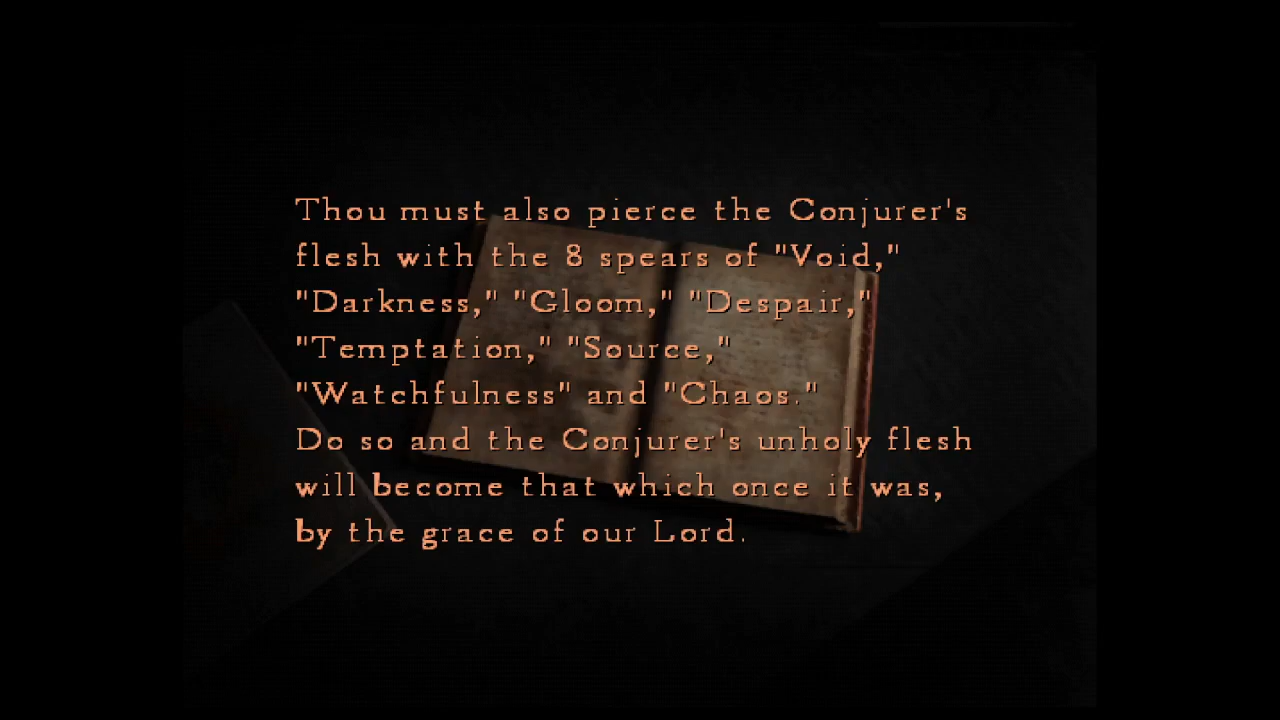 Thou must also pierce the Conjurer's
flesh with the 8 spears of "Void,"
"Darkness," "Gloom," "Despair,"
"Temptation," "Source,"
"Watchfulness" and "Chaos."
Do so and the Conjurer's unholy flesh
will become that which once it was,
by the grace of our Lord.